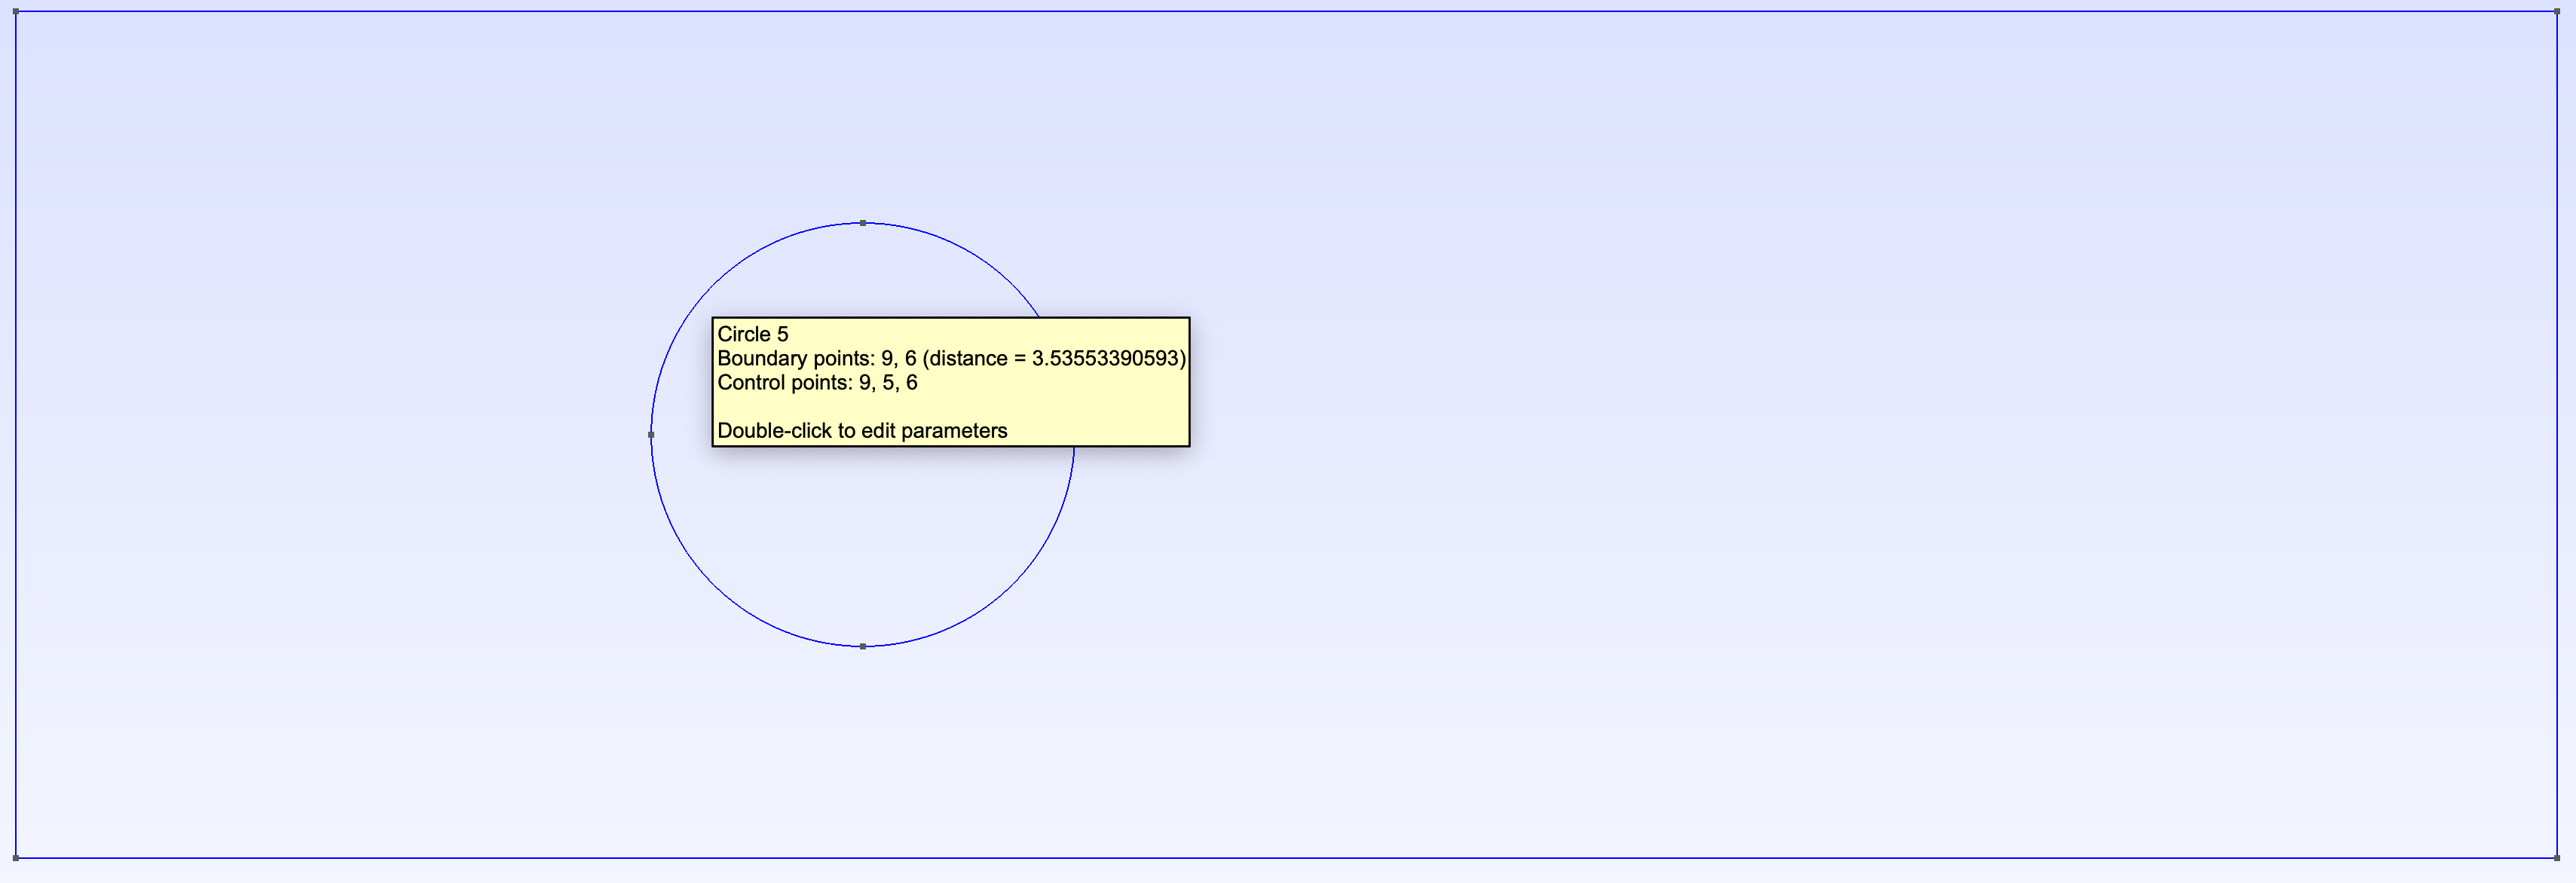 Circle 5
Boundary points: 9, 6 (distance = 3.53553390593)
Control points: 9, 5, 6
Double-click to edit parameters